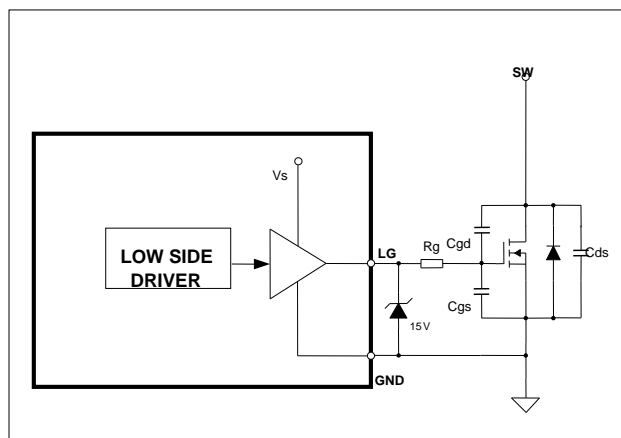 SW
Vs
LOW SIDE
DRIVER
LG
Rg
Cgd
Cds
Cgs
15V
GND